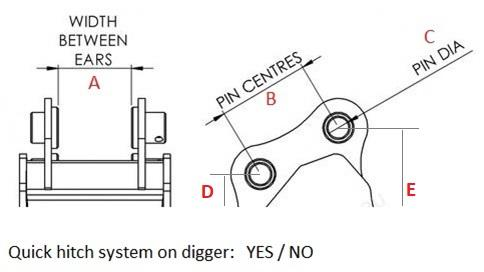 WIDTH
BETWEEN
EARS
A
PIN CENTRES
B
C
PIN DIA
D
E
Quick hitch system on digger: YES / NO